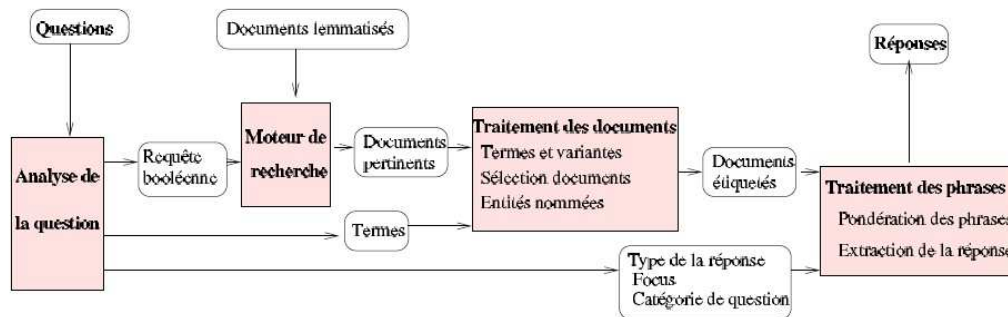 Questions
Documents lemmatisés
Réponses
Analyse de
la question
Requête
booléenne
Moteur de
recherche
Documents
pertinents
Termes
Traitement des documents
Termes et variantes
Sélection documents
Entités nommées
Documents
étiquetés
Type de la réponse
Focus
Catégorie de question
Traitement des phrases
Pondération des phrases
Extraction de la réponse